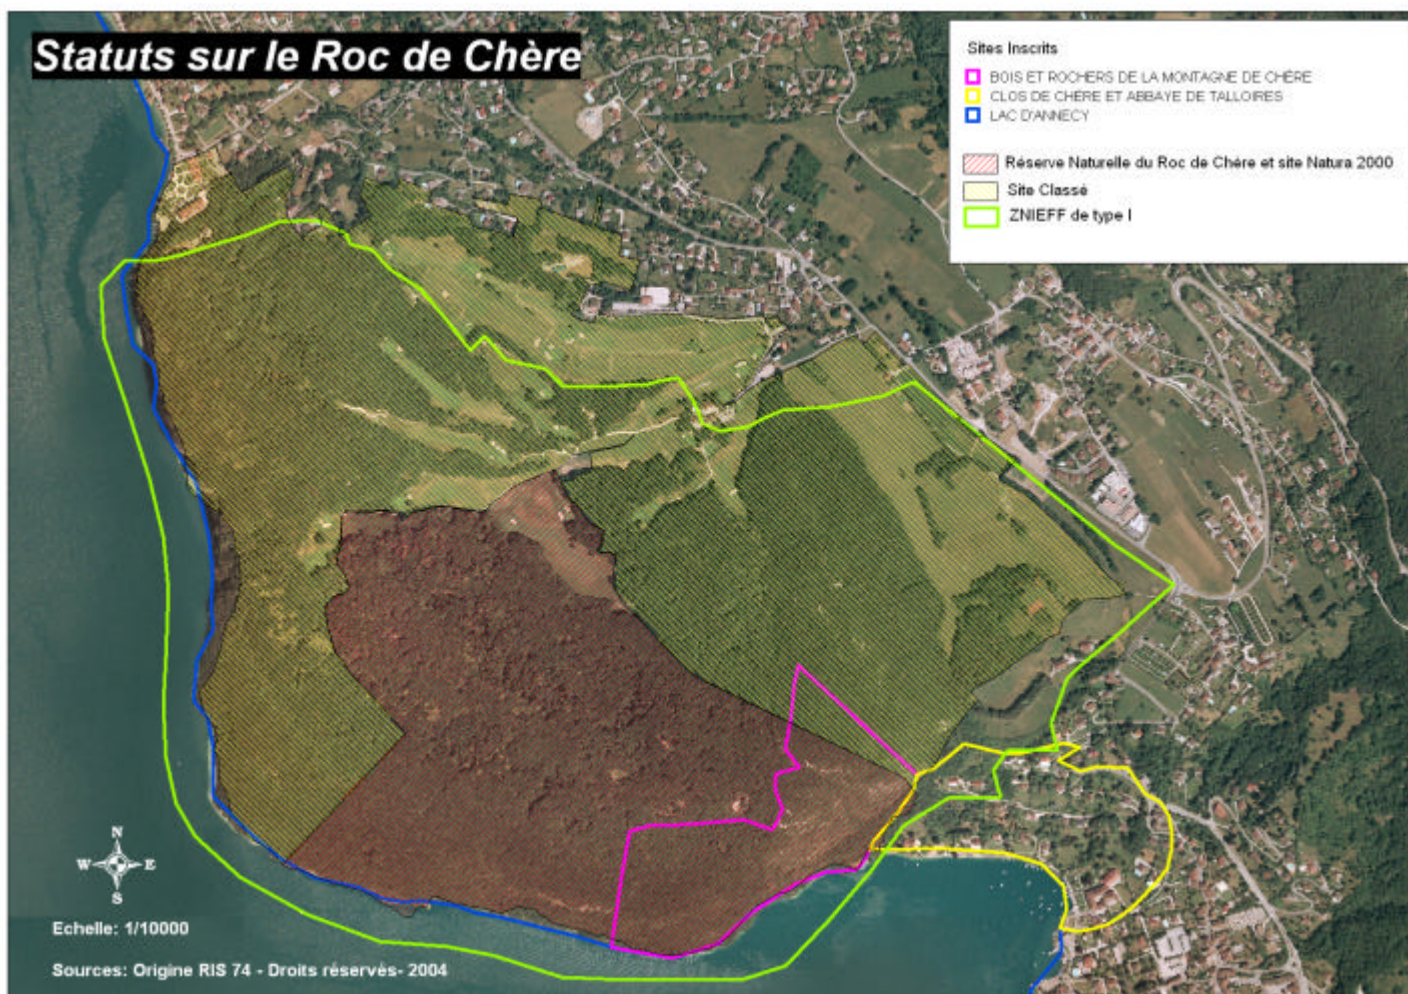 Statuts sur le Roc de Chère
Sites Inscrits
BOIS ET ROCHERS DE LA MONTAGNE DE CHÈRE
CLOS DE CHÈRE ET ABBAYE DE TALLOIRES
LAC D'ANNECY
Réserve Naturelle du Roc de Chère et site Natura 2000
Site Classé
ZNIEFF de type I
N
W E
S
Echelle: 1/10000
Sources: Origine RIS 74 - Droits réservés- 2004